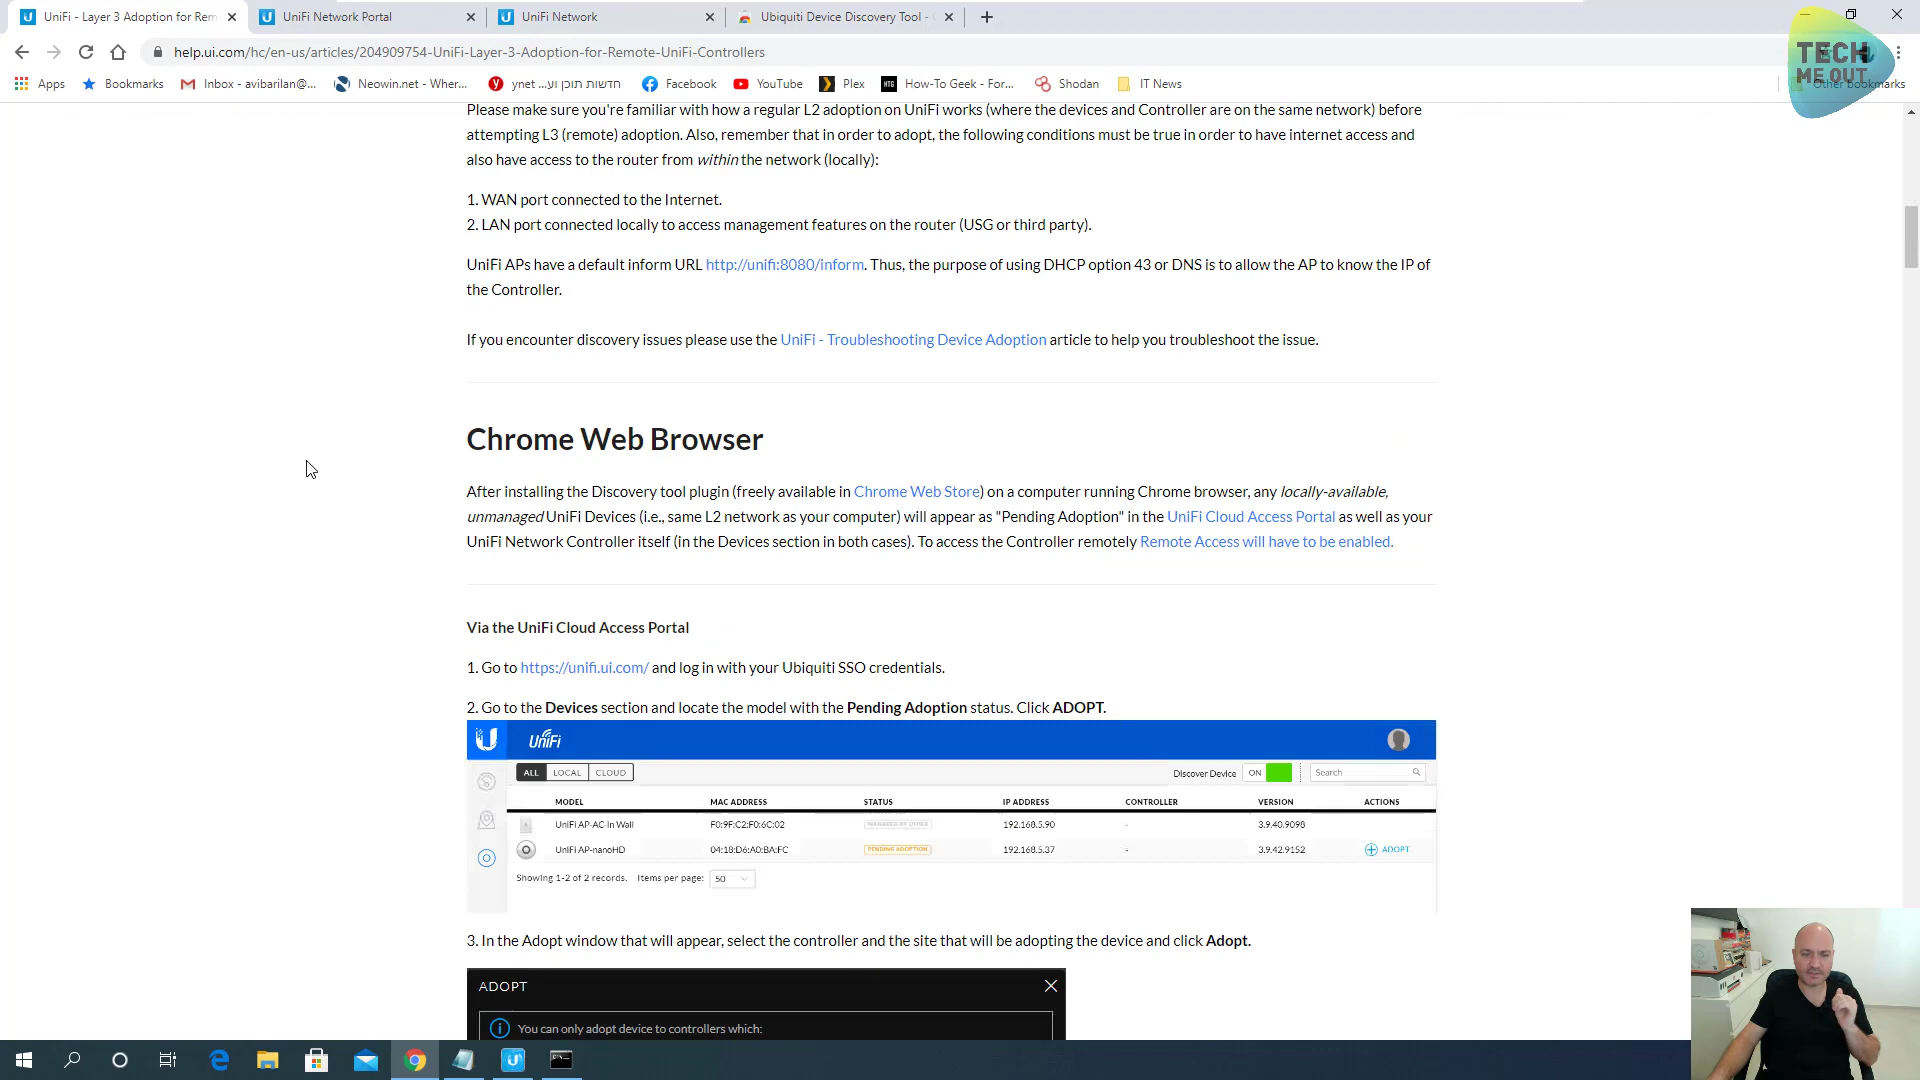 UniFi - Layer 3 Adoption for Rem
UniFi Network Portal
UniFi Network
Ubiquiti Device Discovery Tool -
help.ui.com/hc/en-us/articles/204909754-UniFi-Layer-3-Adoption-for-Remote-UniFi-Controllers
Apps
Bookmarks
Inbox - avibarilan@...
Neowin.net - Wher...
ynet ...חדשות תוכן וע
Facebook
YouTube
Plex
How-To Geek - For...
Shodan
IT News
Other bookmarks
TECH
ME OUT
Please make sure you're familiar with how a regular L2 adoption on UniFi works (where the devices and Controller are on the same network) before
attempting L3 (remote) adoption. Also, remember that in order to adopt, the following conditions must be true in order to have internet access and
also have access to the router from within the network (locally):
1. WAN port connected to the Internet.
2. LAN port connected locally to access management features on the router (USG or third party).
UniFi APs have a default inform URL http://unifi:8080/inform. Thus, the purpose of using DHCP option 43 or DNS is to allow the AP to know the IP of
the Controller.
If you encounter discovery issues please use the UniFi - Troubleshooting Device Adoption article to help you troubleshoot the issue.
Chrome Web Browser
After installing the Discovery tool plugin (freely available in Chrome Web Store) on a computer running Chrome browser, any locally-available,
unmanaged UniFi Devices (i.e., same L2 network as your computer) will appear as "Pending Adoption" in the UniFi Cloud Access Portal as well as your
UniFi Network Controller itself (in the Devices section in both cases). To access the Controller remotely Remote Access will have to be enabled.
Via the UniFi Cloud Access Portal
1. Go to https://unifi.ui.com/ and log in with your Ubiquiti SSO credentials.
2. Go to the Devices section and locate the model with the Pending Adoption status. Click ADOPT.
UniFi
ALL LOCAL CLOUD
Discover Device ON Search
MODEL MAC ADDRESS STATUS IP ADDRESS CONTROLLER VERSION ACTIONS
UniFi AP-AC-In Wall F0:9F:C2:F0:6C:02 MANAGED BY OTHER 192.168.5.90 - 3.9.40.9098
UniFi AP-nanoHD 04:18:D6:A0:BA:FC PENDING ADOPTION 192.168.5.37 - 3.9.42.9152 ADOPT
Showing 1-2 of 2 records. Items per page: 50
3. In the Adopt window that will appear, select the controller and the site that will be adopting the device and click Adopt.
ADOPT
You can only adopt device to controllers which: